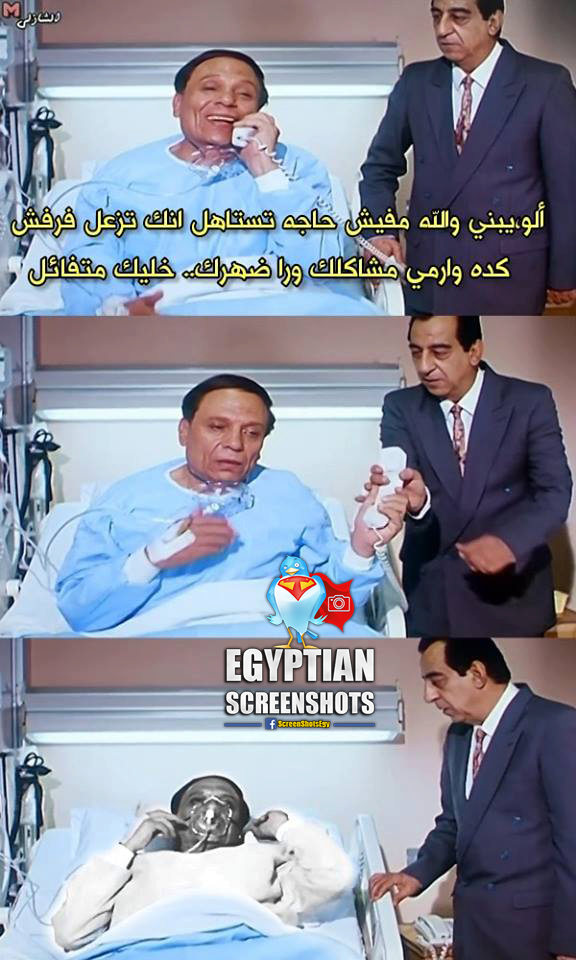 M
الشاذلي
ألو،يبني والله مفيش حاجه تستاهل انك تزعل فرفش
كده وارمي مشاكلك ورا ضهرك.. خليك متفائل
EGYPTIAN
SCREENSHOTS
f ScreenShotsEgy